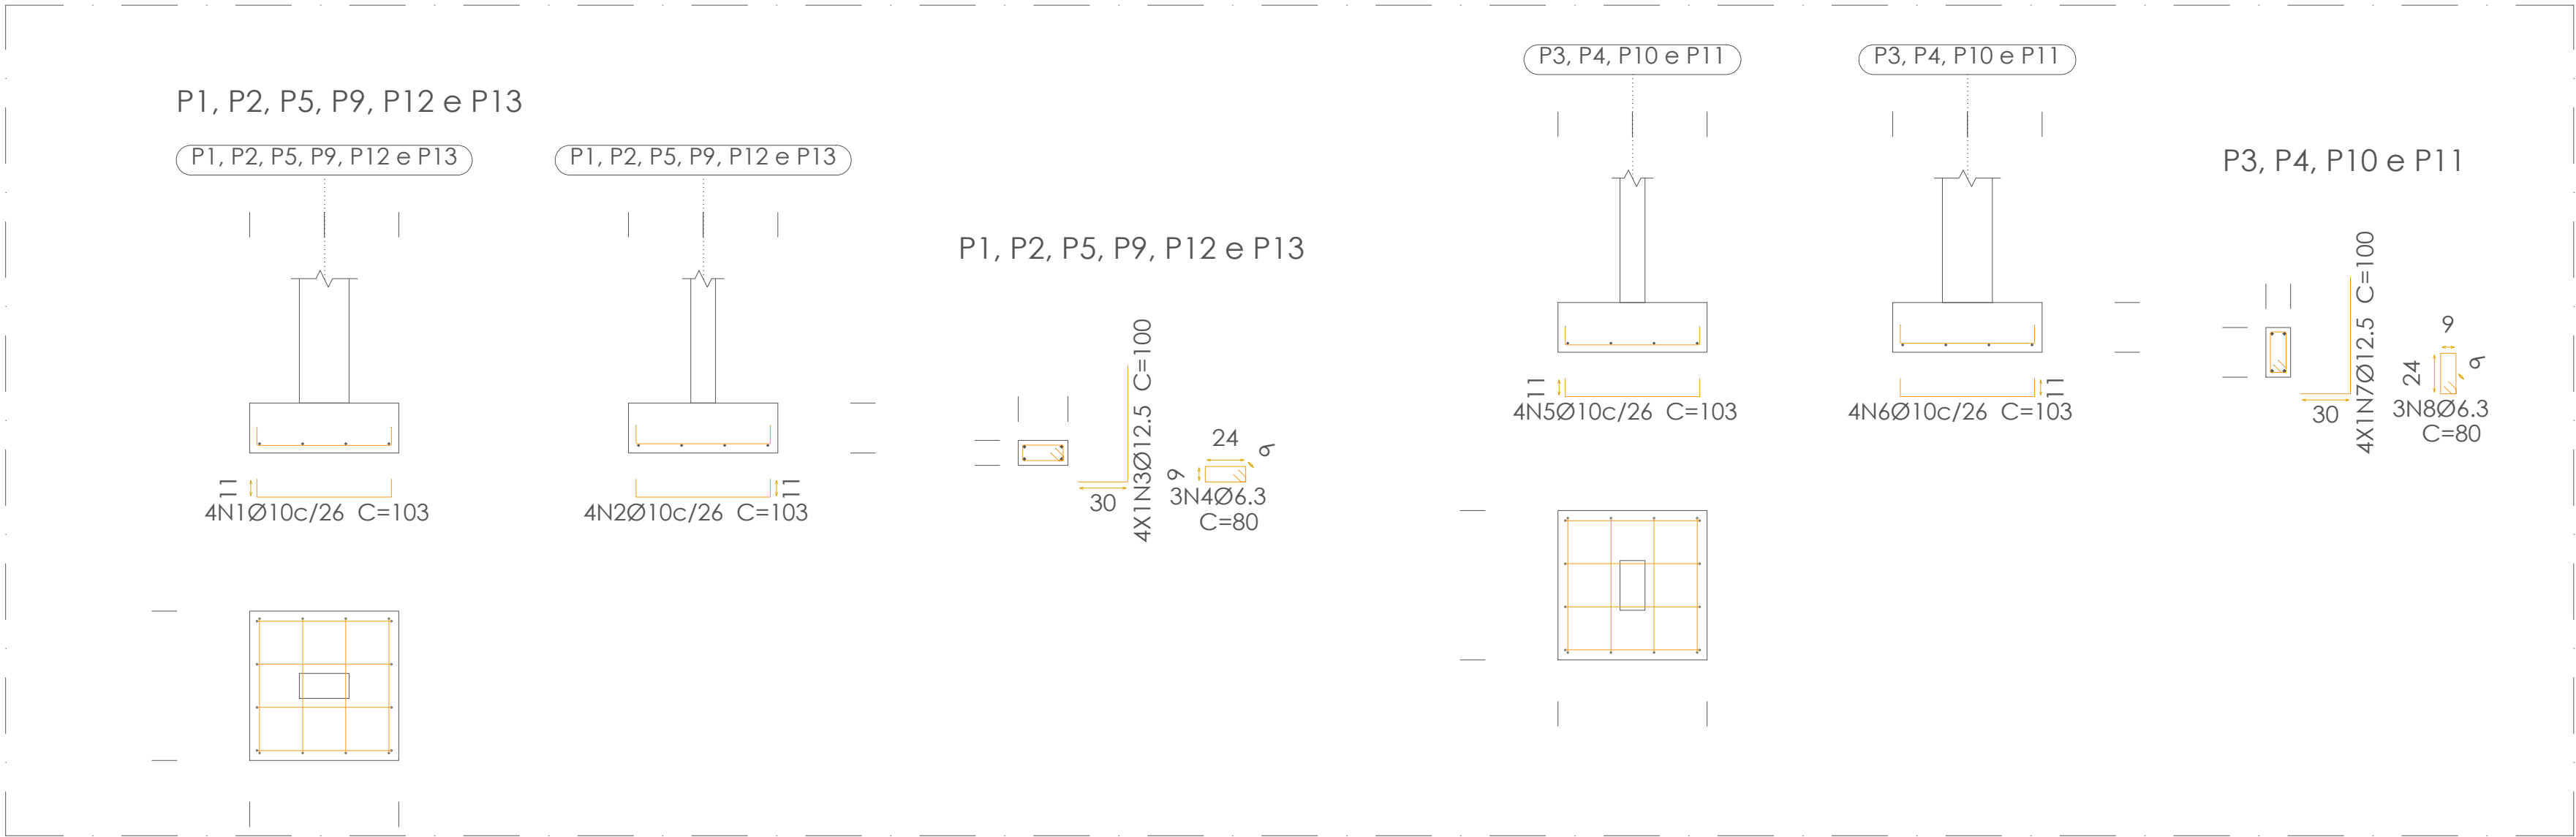 P1, P2, P5, P9, P12 e P13
P1, P2, P5, P9, P12 e P13
11
4N1Ø10c/26 C=103
P1, P2, P5, P9, P12 e P13
11
4N2Ø10c/26 C=103
P1, P2, P5, P9, P12 e P13
30
4X1N3Ø12.5 C=100
24
9
6
3N4Ø6.3
C=80
P3, P4, P10 e P11
11
4N5Ø10c/26 C=103
P3, P4, P10 e P11
11
4N6Ø10c/26 C=103
P3, P4, P10 e P11
30
4X1N7Ø12.5 C=100
9
24
6
3N8Ø6.3
C=80